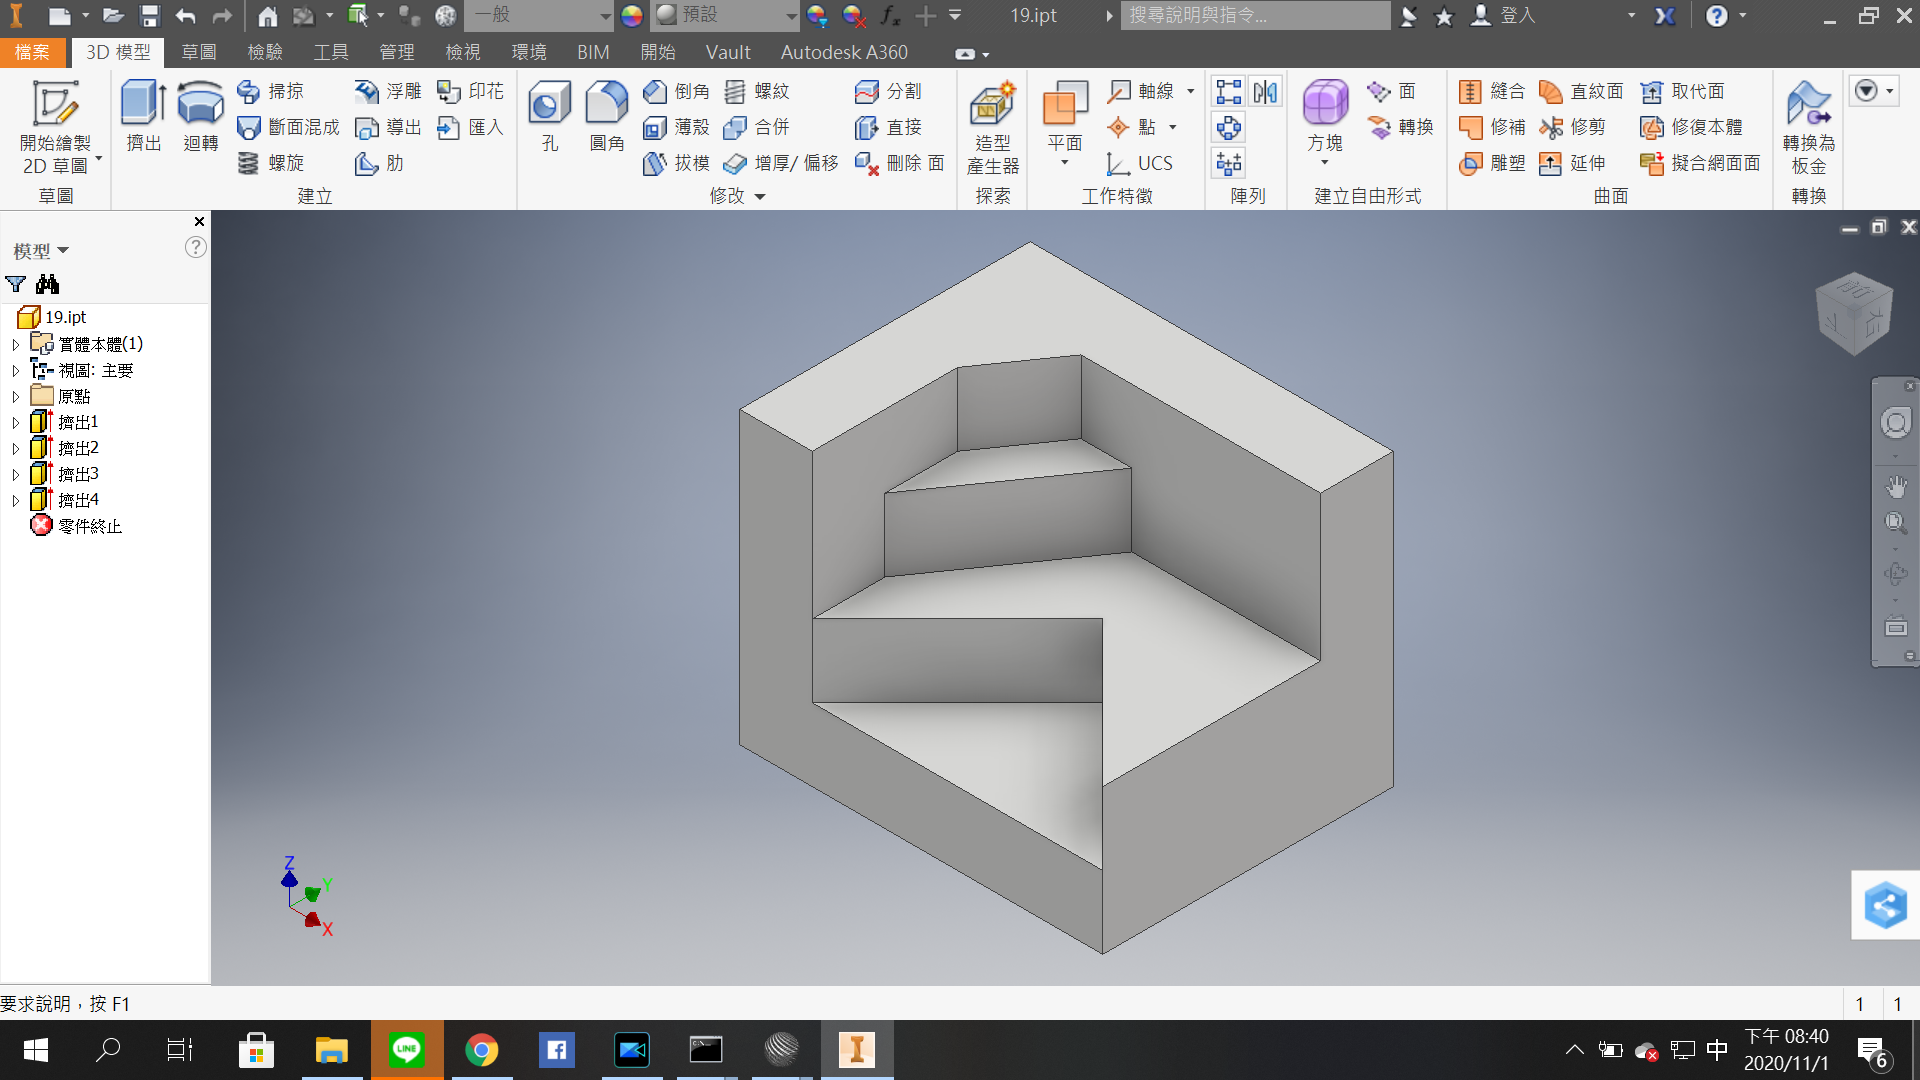 一般
預設
19.ipt
搜尋說明與指令...
登入
檔案
3D 模型
草圖
檢驗
工具
管理
檢視
環境
BIM
開始
Vault
Autodesk A360
開始繪製
2D 草圖
擠出
迴轉
掃掠
斷面混成
螺旋
浮雕
導出
肋
印花
匯入
孔
圓角
倒角
薄殼
拔模
螺紋
合併
增厚/ 偏移
分割
直接
刪除 面
造型
產生器
平面
軸線
點
UCS
方塊
面
轉換
縫合
修補
雕塑
直紋面
修剪
延伸
取代面
修復本體
擬合網面面
轉換為
板金
草圖
建立
修改
探索
工作特徵
陣列
建立自由形式
曲面
轉換
模型
19.ipt
實體本體(1)
視圖: 主要
原點
擠出1
擠出2
擠出3
擠出4
零件終止
Z
Y
X
要求說明，按 F1
1
1
LINE
中
下午 08:40
2020/11/1
6